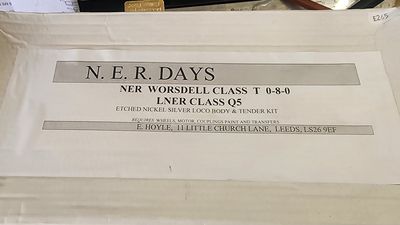 E265
N. E. R. DAYS
NER WORSDELL CLASS T 0-8-0
LNER CLASS Q5
ETCHED NICKEL SILVER LOCO BODY & TENDER KIT
REQUIRES WHEELS, MOTOR, COUPLINGS PAINT AND TRANSFERS
E. HOYLE, 11 LITTLE CHURCH LANE, LEEDS, LS26 9EF